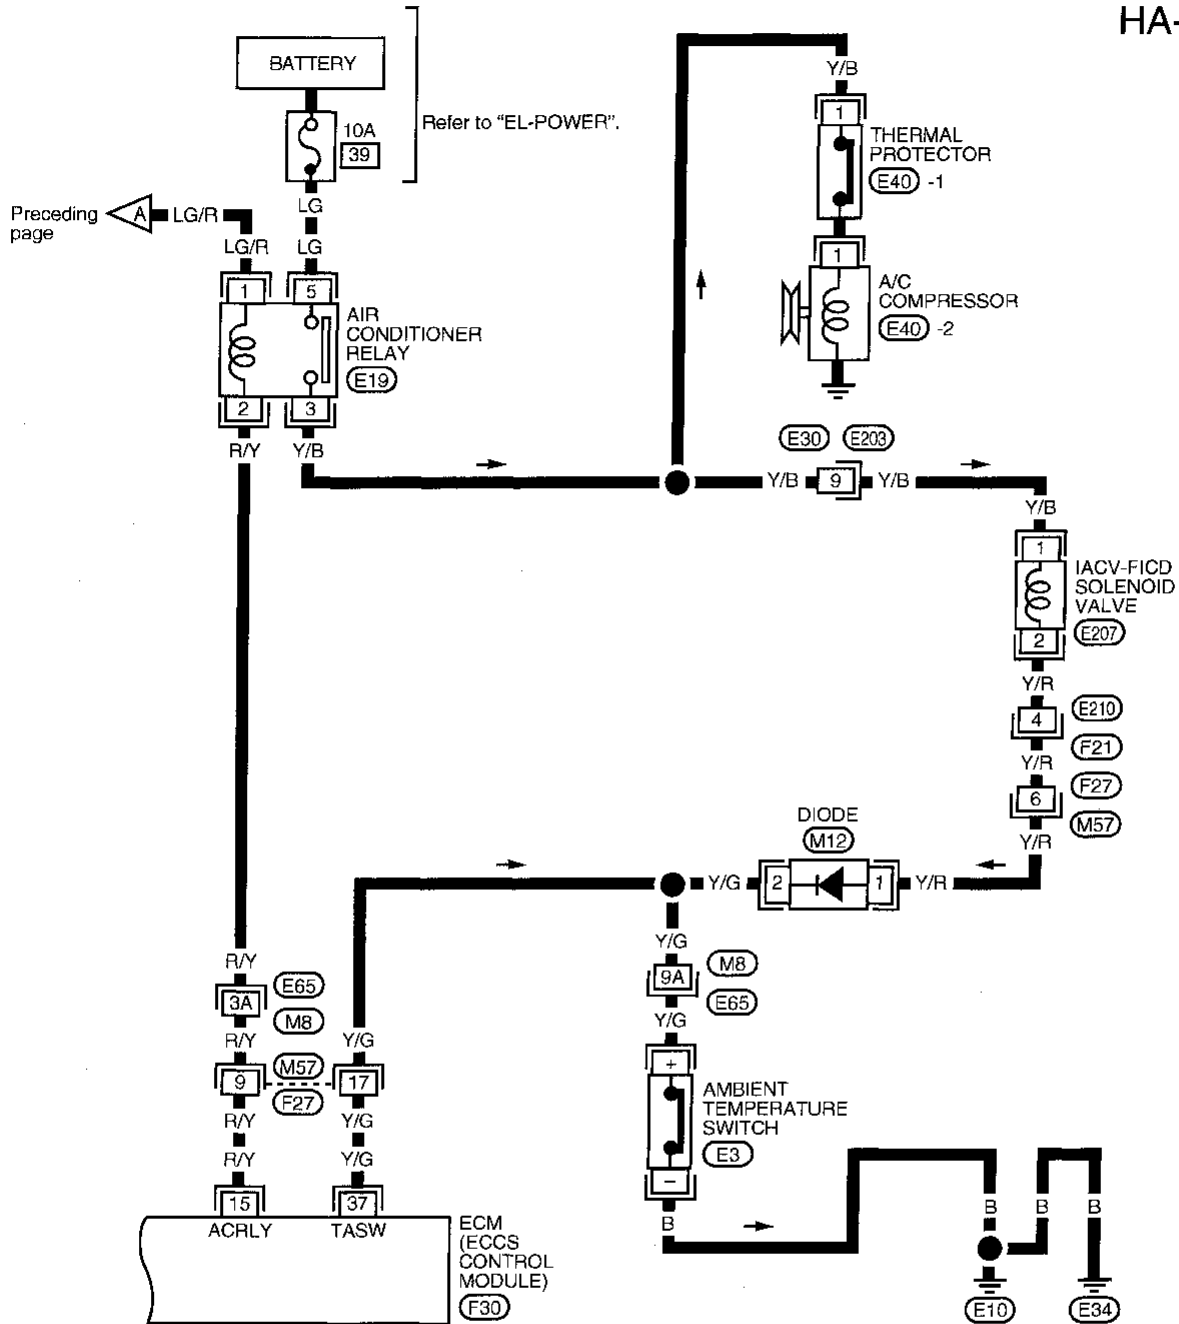 HA-
BATTERY
10A
39
Refer to "EL-POWER".
Preceding
page
A
LG/R
LG
LG/R
LG
1
5
AIR
CONDITIONER
RELAY
E19
2
3
R/Y
Y/B
Y/B
1
THERMAL
PROTECTOR
E40 -1
1
A/C
COMPRESSOR
E40 -2
E30
E203
Y/B
9
Y/B
Y/B
1
IACV-FICD
SOLENOID
VALVE
E207
2
Y/R
E210
4
F21
Y/R
F27
6
M57
Y/R
DIODE
M12
Y/G
2
1
Y/R
Y/G
M8
9A
E65
Y/G
R/Y
E65
3A
M8
R/Y
Y/G
M57
9
17
F27
R/Y
Y/G
R/Y
Y/G
15
37
ACRLY
TASW
ECM
(ECCS
CONTROL
MODULE)
F30
+
AMBIENT
TEMPERATURE
SWITCH
E3
−
B
B
B
B
E10
E34